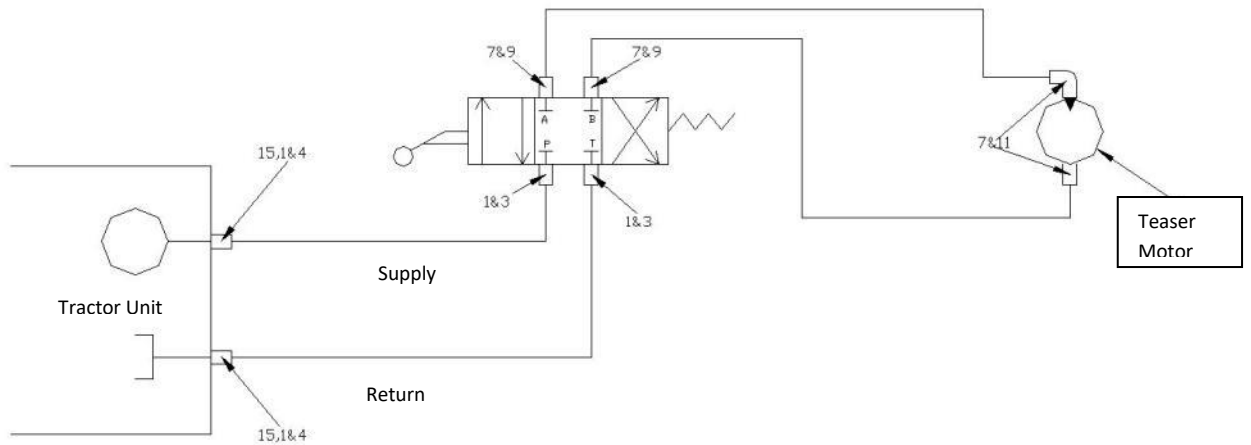 7&9
7&9
A
B
P
T
15,1&4
1&3
1&3
7&11
Teaser
Motor
Supply
Tractor Unit
Return
15,1&4